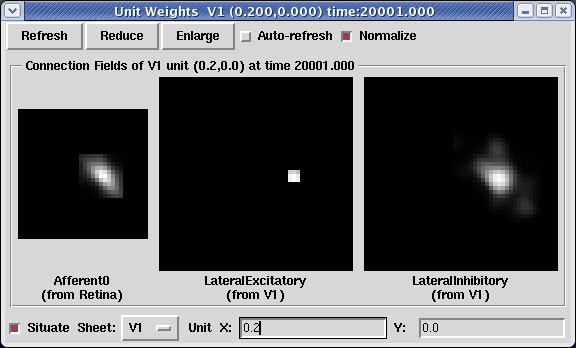 Unit Weights V1 (0.200,0.000) time:20001.000
Refresh Reduce Enlarge Auto-refresh Normalize
Connection Fields of V1 unit (0.2,0.0) at time 20001.000
Afferent0 LateralExcitatory LateralInhibitory
(from Retina) (from V1) (from V1)
Situate Sheet: V1 Unit X: 0.2 Y: 0.0